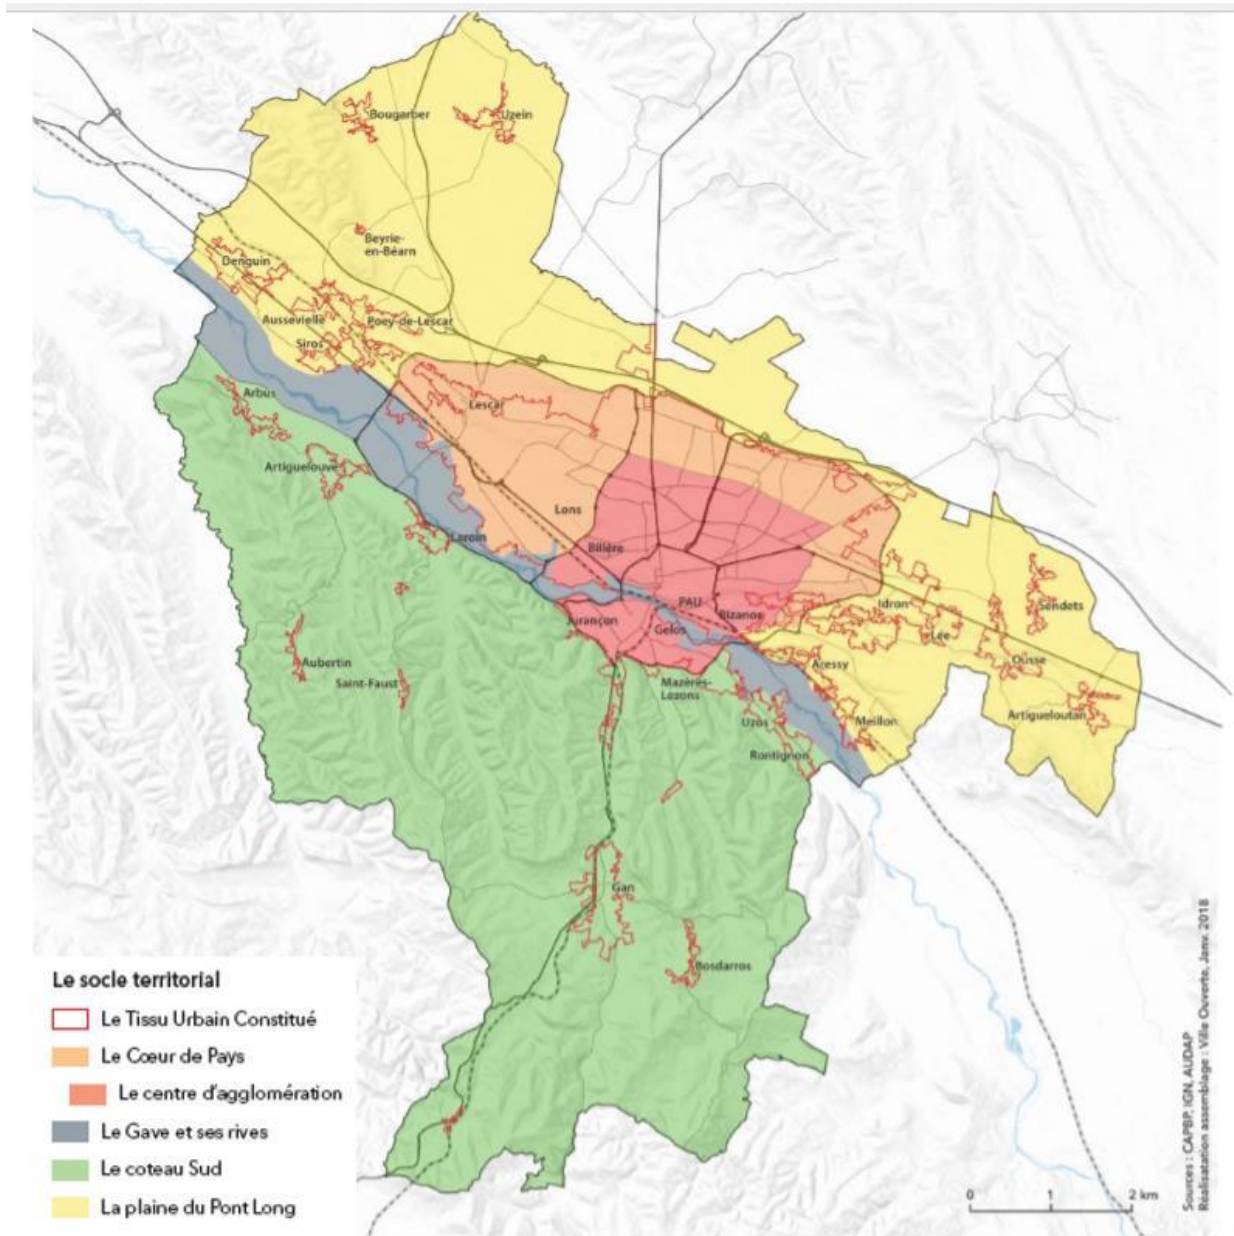 Bougarber
Uzein
Beyrie-
en-Béarn
Denguin
Aussevielle
Poey-de-Lescar
Siros
Arbus
Lescar
Artiguelouve
Lons
Laroin
Billère
PAU
Bizanos
Idron
Sendets
Jurançon
Gelos
Lée
Ousse
Aubertin
Saint-Faust
Mazères-
Lezons
Aressy
Artigueloutan
Uzos
Meillon
Rontignon
Gan
Bosdarros
Le socle territorial
Le Tissu Urbain Constitué
Le Cœur de Pays
Le centre d'agglomération
Le Gave et ses rives
Le coteau Sud
La plaine du Pont Long
0 1 2 km
Sources : CAPBP, IGN, AUDAP
Réalisatation assemblage : Ville Ouverte, Janv. 2018